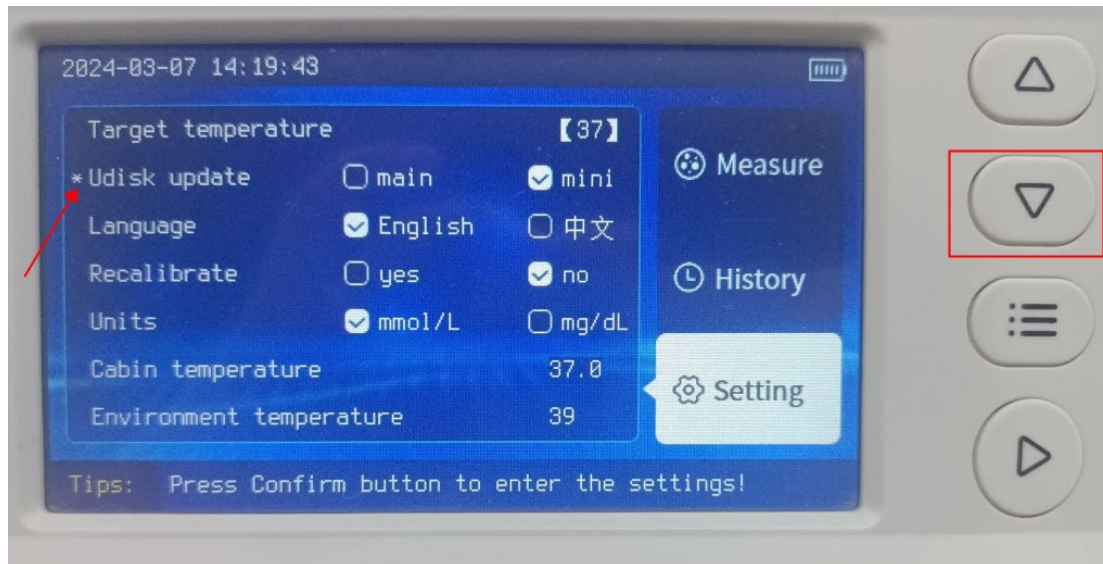 2024-03-07 14:19:43
Target temperature 【37】
*Udisk update main mini
Language English 中文
Recalibrate yes no
Units mmol/L mg/dL
Cabin temperature 37.0
Environment temperature 39
Measure
History
Setting
Tips: Press Confirm button to enter the settings!